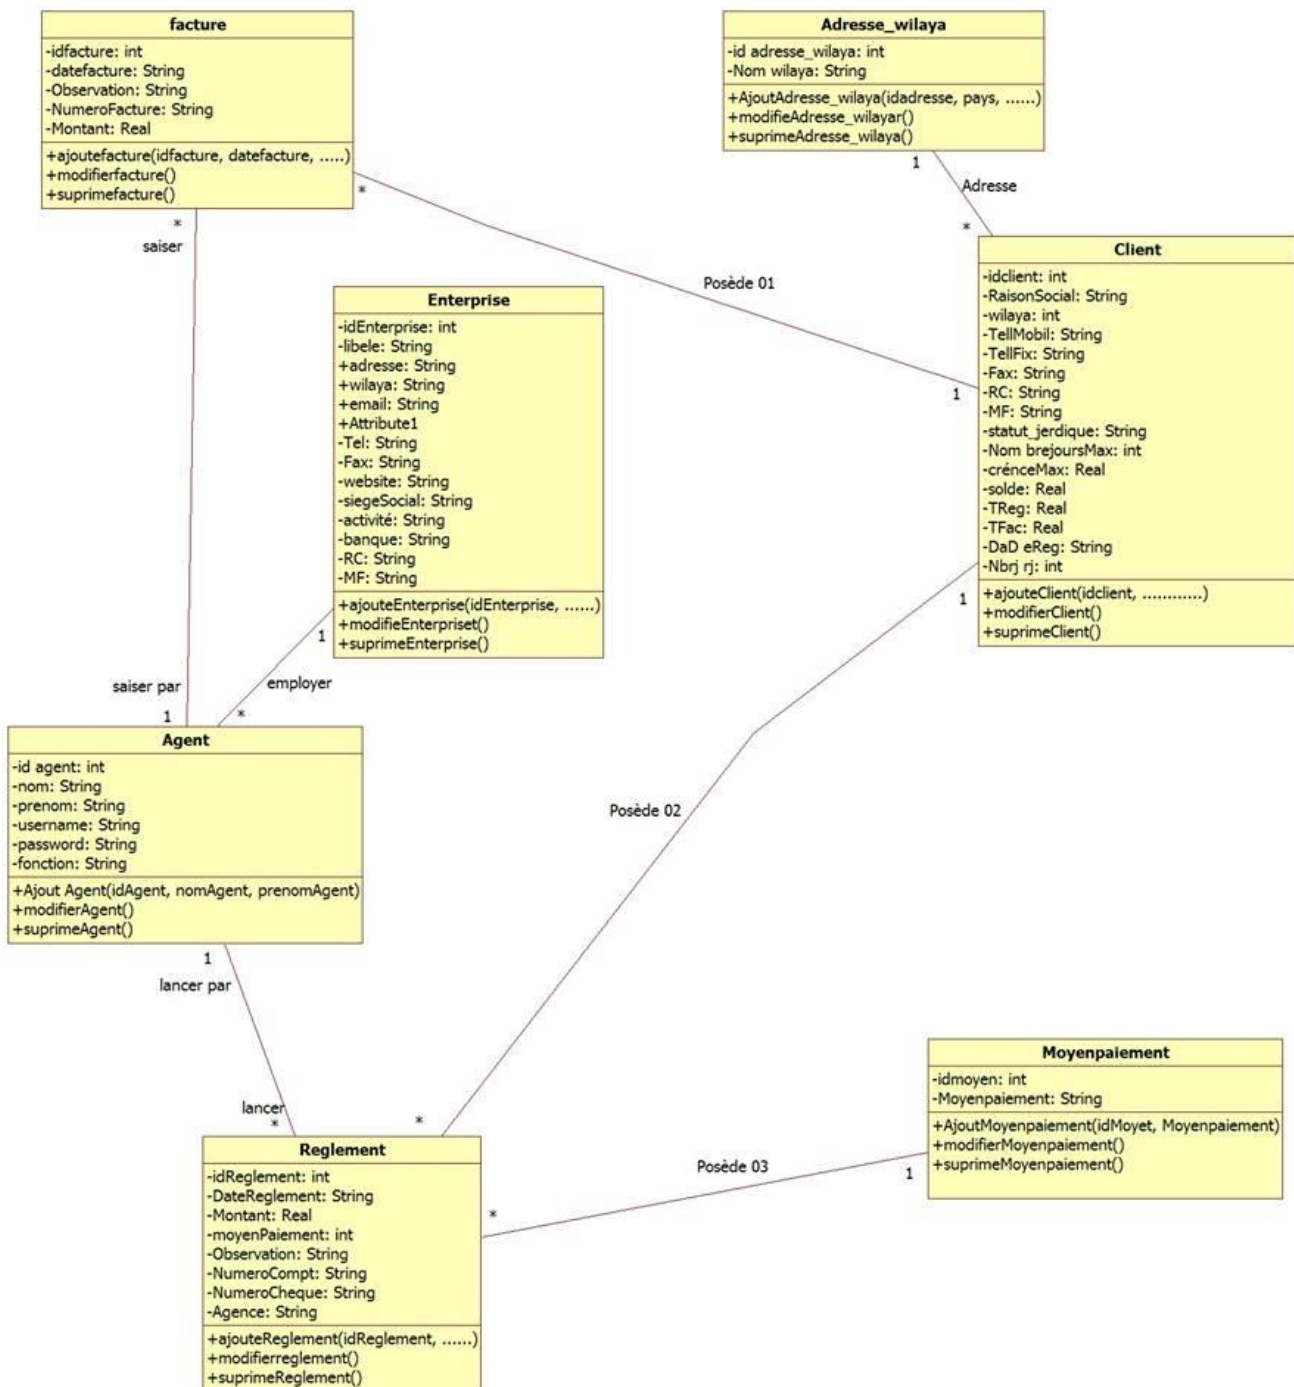 facture
-idfacture: int
-datefacture: String
-Observation: String
-NumeroFacture: String
-Montant: Real
+ajoutefacture(idfacture, datefacture, .....)
+modifierfacture()
+suprimefacture()
Adresse_wilaya
-id adresse_wilaya: int
-Nom wilaya: String
+AjoutAdresse_wilaya(idadresse, pays, ......)
+modifieAdresse_wilayar()
+suprimeAdresse_wilaya()
1
Adresse
*
*
*
saiser
Posède 01
1
Client
-idclient: int
-RaisonSocial: String
-wilaya: int
-TellMobil: String
-TellFix: String
-Fax: String
-RC: String
-MF: String
-statut_jerdique: String
-Nom brejoursMax: int
-crénceMax: Real
-solde: Real
-TReg: Real
-TFac: Real
-DaD eReg: String
-Nbrj rj: int
+ajouteClient(idclient, ............)
+modifierClient()
+suprimeClient()
Enterprise
-idEnterprise: int
-libele: String
+adresse: String
+wilaya: String
+email: String
+Attribute1
-Tel: String
-Fax: String
-website: String
-siegeSocial: String
-activité: String
-banque: String
-RC: String
-MF: String
+ajouteEnterprise(idEnterprise, ......)
+modifieEnterpriset()
+suprimeEnterprise()
1
1
employer
*
saiser par
1
Agent
-id agent: int
-nom: String
-prenom: String
-username: String
-password: String
-fonction: String
+Ajout Agent(idAgent, nomAgent, prenomAgent)
+modifierAgent()
+suprimeAgent()
Posède 02
1
lancer par
lancer
*
*
Reglement
-idReglement: int
-DateReglement: String
-Montant: Real
-moyenPaiement: int
-Observation: String
-NumeroCompt: String
-NumeroCheque: String
-Agence: String
+ajouteReglement(idReglement, ......)
+modifierreglement()
+suprimeReglement()
Posède 03
*
1
Moyenpaiement
-idmoyen: int
-Moyenpaiement: String
+AjoutMoyenpaiement(idMoyet, Moyenpaiement)
+modifierMoyenpaiement()
+suprimeMoyenpaiement()